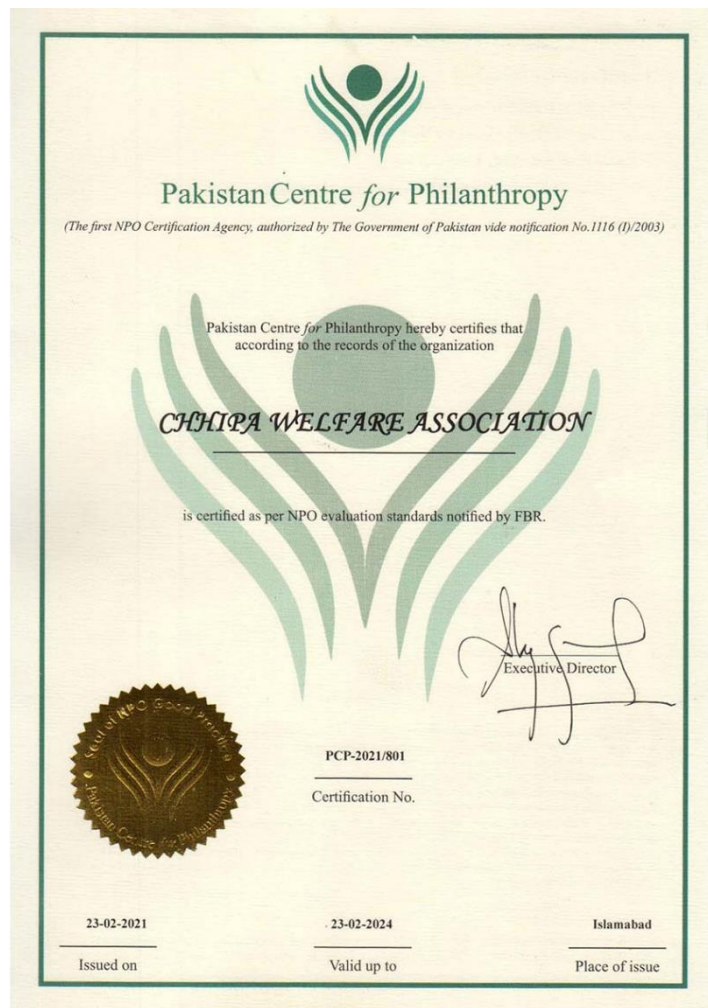 Pakistan Centre for Philanthropy
(The first NPO Certification Agency, authorized by The Government of Pakistan vide notification No.1116 (I)/2003)
Pakistan Centre for Philanthropy hereby certifies that
according to the records of the organization
CHHIPA WELFARE ASSOCIATION
is certified as per NPO evaluation standards notified by FBR.
Executive Director
Seal of NPO Good Practice
Pakistan Centre for Philanthropy
PCP-2021/801
Certification No.
23-02-2021
23-02-2024
Islamabad
Issued on
Valid up to
Place of issue